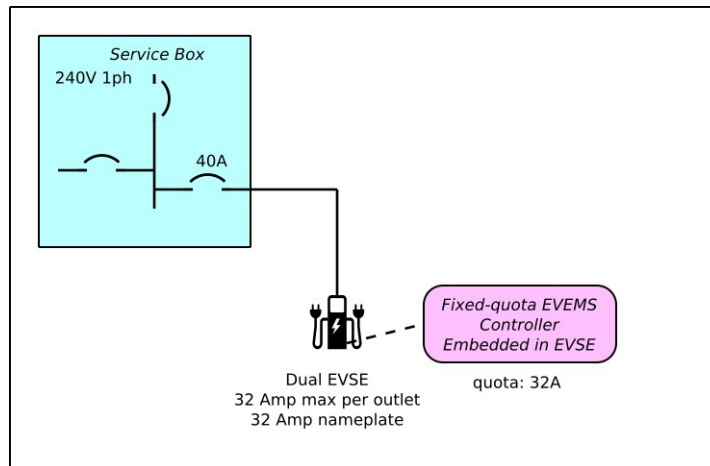 Service Box
240V 1ph
40A
Fixed-quota EVEMS
Controller
Embedded in EVSE
quota: 32A
Dual EVSE
32 Amp max per outlet
32 Amp nameplate